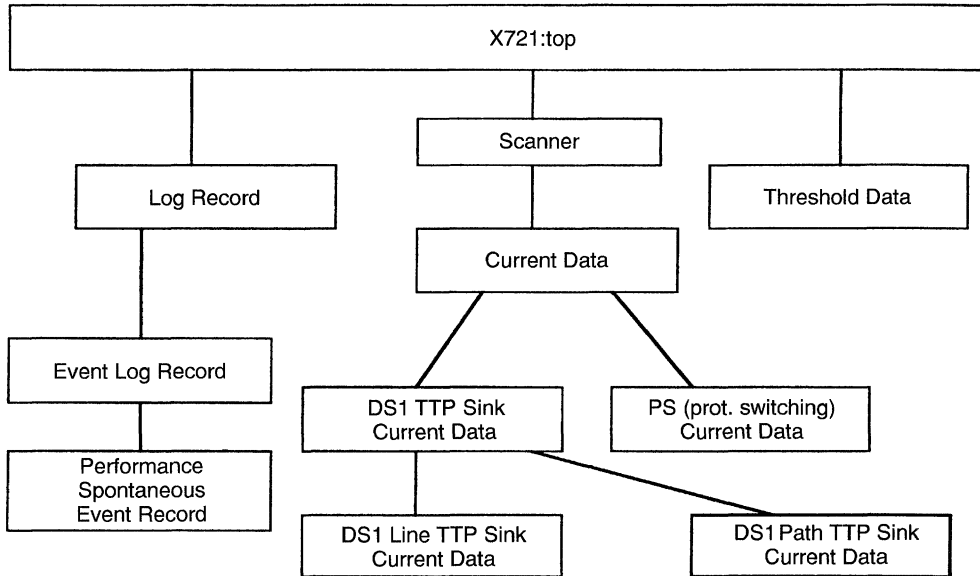 X721:top
Scanner
Log Record
Threshold Data
Current Data
Event Log Record
DS1 TTP Sink
Current Data
PS (prot. switching)
Current Data
Performance
Spontaneous
Event Record
DS1 Line TTP Sink
Current Data
DS1 Path TTP Sink
Current Data